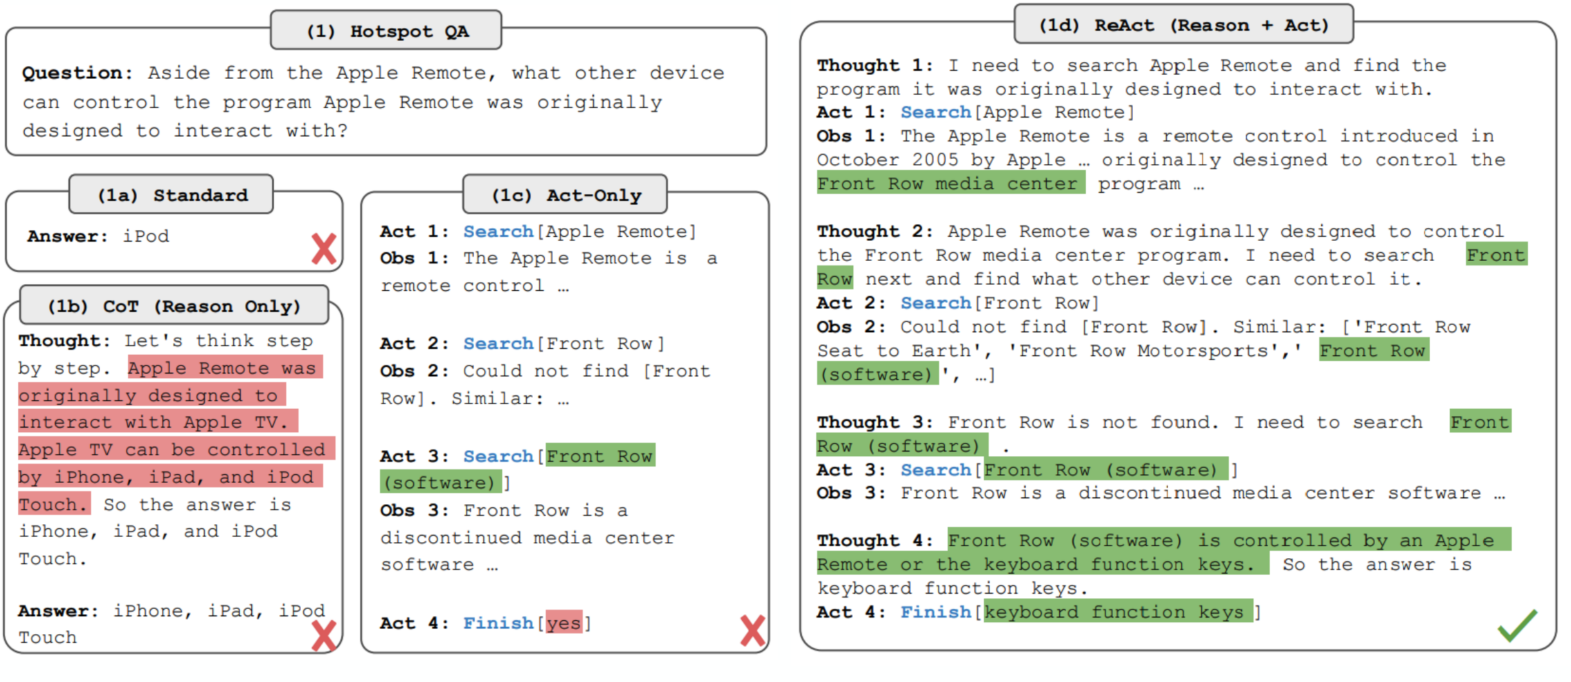 (1) Hotspot QA
Question: Aside from the Apple Remote, what other device
can control the program Apple Remote was originally
designed to interact with?
(1a) Standard
Answer: iPod
(1b) CoT (Reason Only)
Thought: Let's think step
by step. Apple Remote was
originally designed to
interact with Apple TV.
Apple TV can be controlled
by iPhone, iPad, and iPod
Touch. So the answer is
iPhone, iPad, and iPod
Touch.
Answer: iPhone, iPad, iPod
Touch
(1c) Act-Only
Act 1: Search[Apple Remote]
Obs 1: The Apple Remote is a
remote control …
Act 2: Search[Front Row]
Obs 2: Could not find [Front
Row]. Similar: …
Act 3: Search[Front Row
(software)]
Obs 3: Front Row is a
discontinued media center
software …
Act 4: Finish[yes]
(1d) ReAct (Reason + Act)
Thought 1: I need to search Apple Remote and find the
program it was originally designed to interact with.
Act 1: Search[Apple Remote]
Obs 1: The Apple Remote is a remote control introduced in
October 2005 by Apple … originally designed to control the
Front Row media center program …
Thought 2: Apple Remote was originally designed to control
the Front Row media center program. I need to search Front
Row next and find what other device can control it.
Act 2: Search[Front Row]
Obs 2: Could not find [Front Row]. Similar: ['Front Row
Seat to Earth', 'Front Row Motorsports',' Front Row
(software)', …]
Thought 3: Front Row is not found. I need to search Front
Row (software) .
Act 3: Search[Front Row (software) ]
Obs 3: Front Row is a discontinued media center software …
Thought 4: Front Row (software) is controlled by an Apple
Remote or the keyboard function keys. So the answer is
keyboard function keys.
Act 4: Finish[keyboard function keys ]